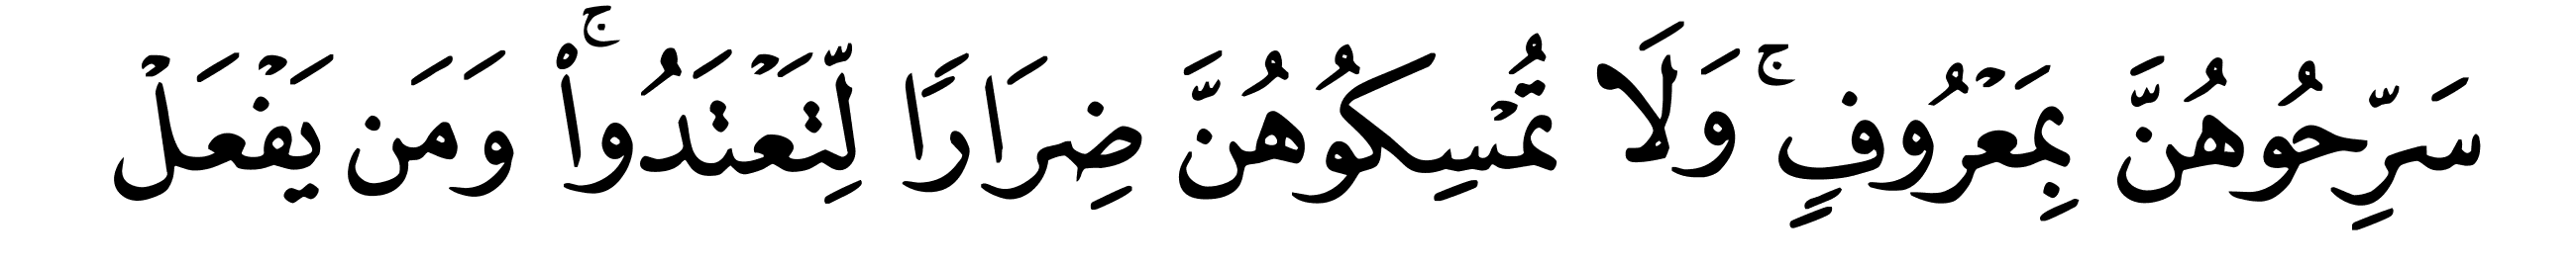 سَرِّحُوهُنَّ بِمَعۡرُوفٖۚ وَلَا تُمۡسِكُوهُنَّ ضِرَارٗا لِّتَعۡتَدُواْۚ وَمَن يَفۡعَلۡ